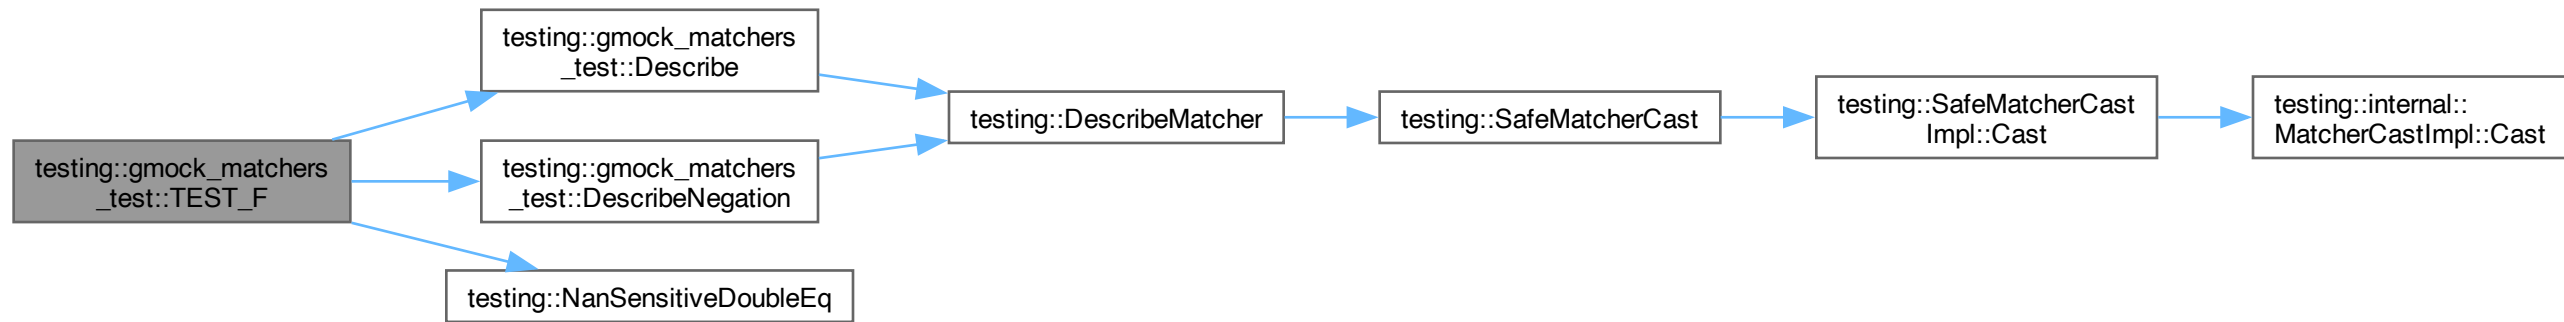 testing::gmock_matchers
_test::TEST_F
testing::gmock_matchers
_test::Describe
testing::gmock_matchers
_test::DescribeNegation
testing::NanSensitiveDoubleEq
testing::DescribeMatcher
testing::SafeMatcherCast
testing::SafeMatcherCast
Impl::Cast
testing::internal::
MatcherCastImpl::Cast